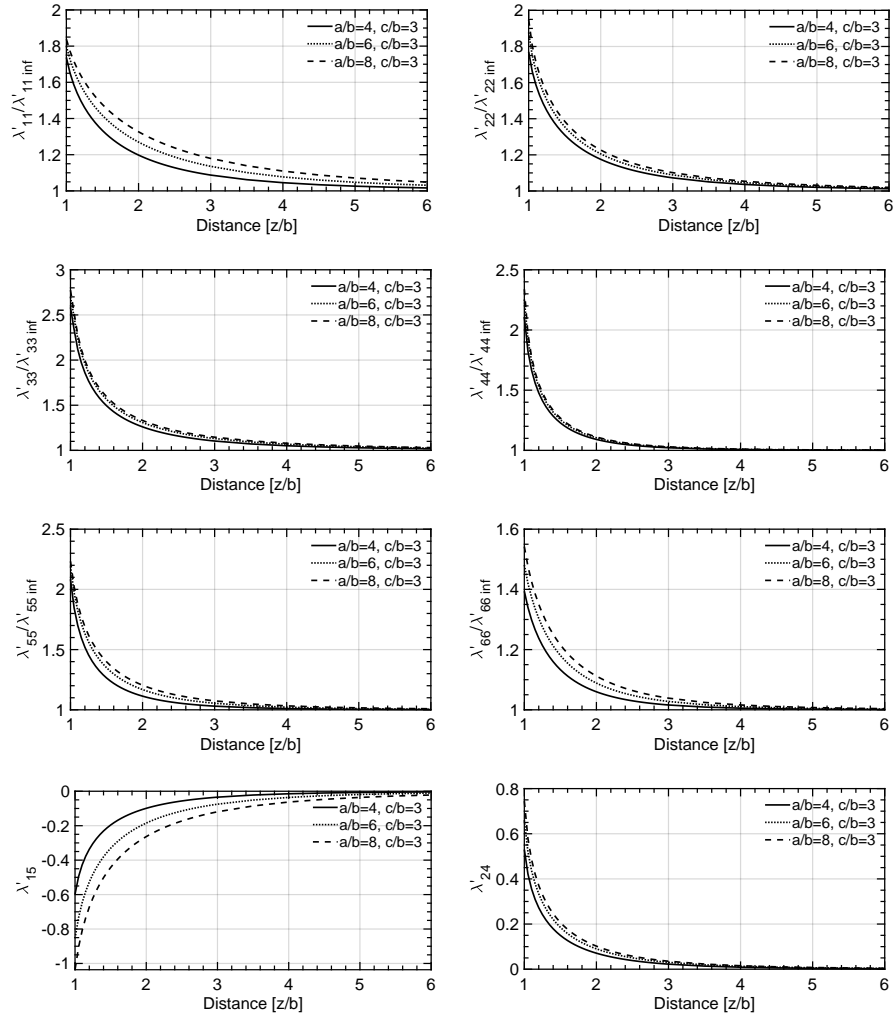 2
1.8
1.6
1.4
1.2
1
λ'11/λ'11 inf
a/b=4, c/b=3
a/b=6, c/b=3
a/b=8, c/b=3
1 2 3 4 5 6
Distance [z/b]
2
1.8
1.6
1.4
1.2
1
λ'22/λ'22 inf
a/b=4, c/b=3
a/b=6, c/b=3
a/b=8, c/b=3
1 2 3 4 5 6
Distance [z/b]
3
2.5
2
1.5
1
λ'33/λ'33 inf
a/b=4, c/b=3
a/b=6, c/b=3
a/b=8, c/b=3
1 2 3 4 5 6
Distance [z/b]
2.5
2
1.5
1
λ'44/λ'44 inf
a/b=4, c/b=3
a/b=6, c/b=3
a/b=8, c/b=3
1 2 3 4 5 6
Distance [z/b]
2.5
2
1.5
1
λ'55/λ'55 inf
a/b=4, c/b=3
a/b=6, c/b=3
a/b=8, c/b=3
1 2 3 4 5 6
Distance [z/b]
1.6
1.4
1.2
1
λ'66/λ'66 inf
a/b=4, c/b=3
a/b=6, c/b=3
a/b=8, c/b=3
1 2 3 4 5 6
Distance [z/b]
0
-0.2
-0.4
-0.6
-0.8
-1
λ'15
a/b=4, c/b=3
a/b=6, c/b=3
a/b=8, c/b=3
1 2 3 4 5 6
Distance [z/b]
0.8
0.6
0.4
0.2
0
λ'24
a/b=4, c/b=3
a/b=6, c/b=3
a/b=8, c/b=3
1 2 3 4 5 6
Distance [z/b]